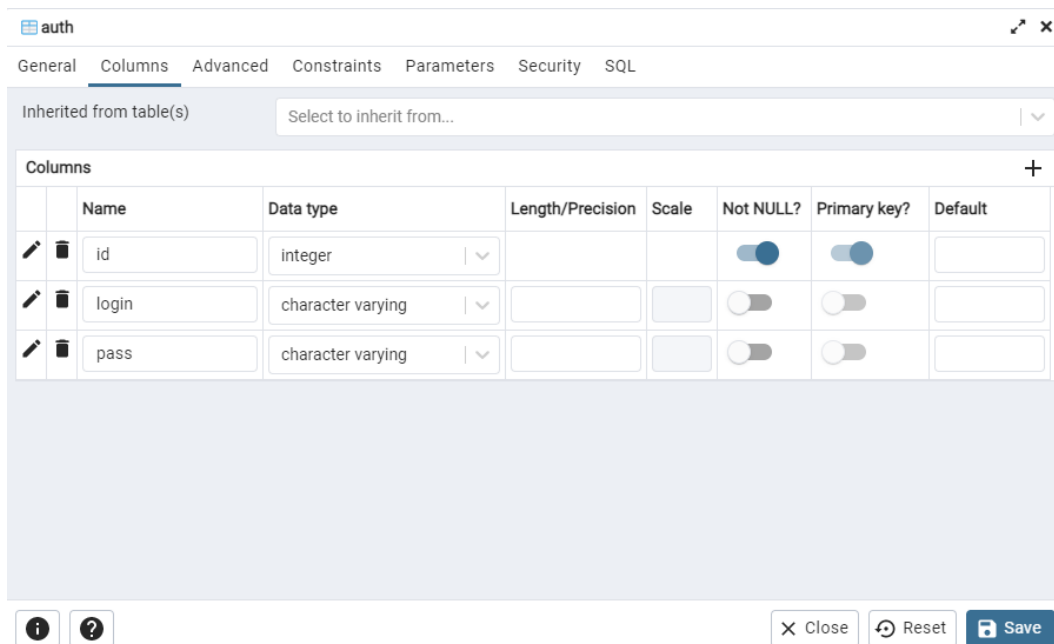 auth
General Columns Advanced Constraints Parameters Security SQL
Inherited from table(s) Select to inherit from...
Columns
Name Data type Length/Precision Scale Not NULL? Primary key? Default
id integer
login character varying
pass character varying
Close Reset Save